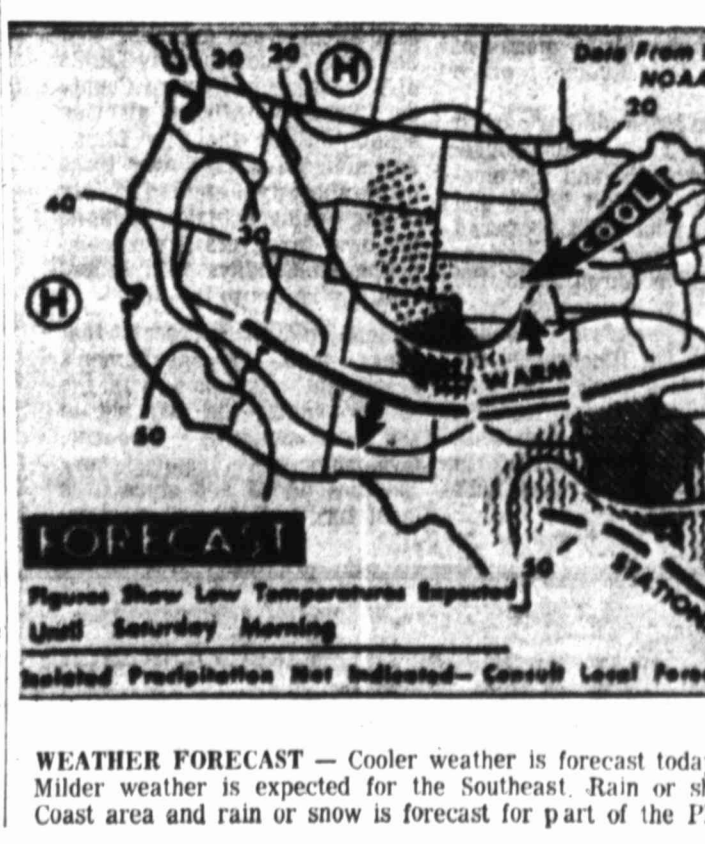 30 20 H
Data From
NOAA
20
40
30
COOL
H
WARM
50
FORECAST
50
Figures Show Low Temperatures Expected
Until Saturday Morning
Isolated Precipitation Not Indicated— Consult Local
WEATHER FORECAST — Cooler weather is forecast
Milder weather is expected for the Southeast. Rain or
Coast area and rain or snow is forecast for part of the